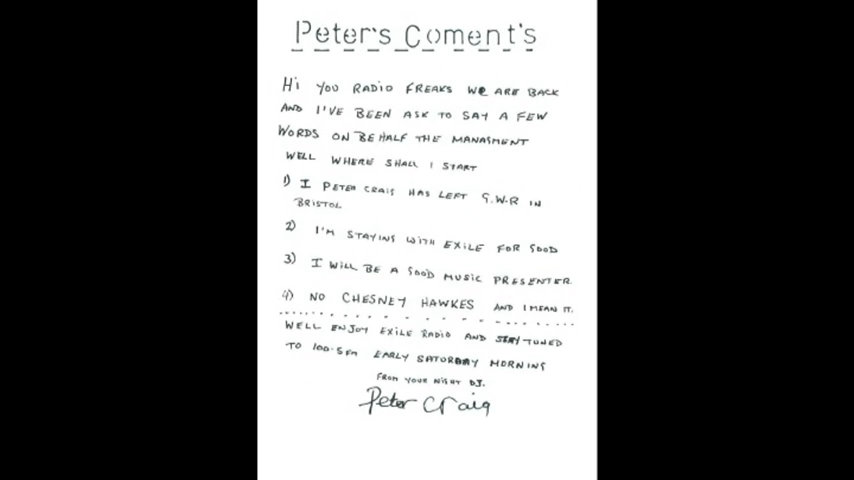 Peter's Coment's
Hi YOU RADIO FREAKS WE ARE BACK
AND I'VE BEEN ASK TO SAY A FEW
WORDS ON BEHALF THE MANASMENT
WELL WHERE SHALL I START
1) I PETER CRAIG HAS LEFT G.W.R IN
BRISTOL
2) I'M STAYING WITH EXILE FOR GOOD
3) I WILL BE A GOOD MUSIC PRESENTER.
4) NO CHESNEY HAWKES AND I MEAN IT.
WELL ENJOY EXILE RADIO AND STAY TUNED
TO 100.5FM EARLY SATURDAY MORNING
FROM YOUR NIGHT DJ.
Peter Craig